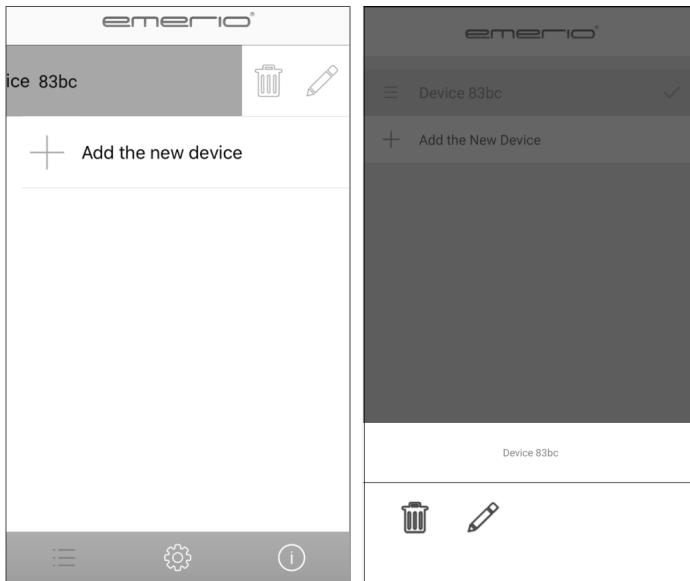 emerio®
ice 83bc
Add the new device
emerio®
Device 83bc
Add the New Device
Device 83bc